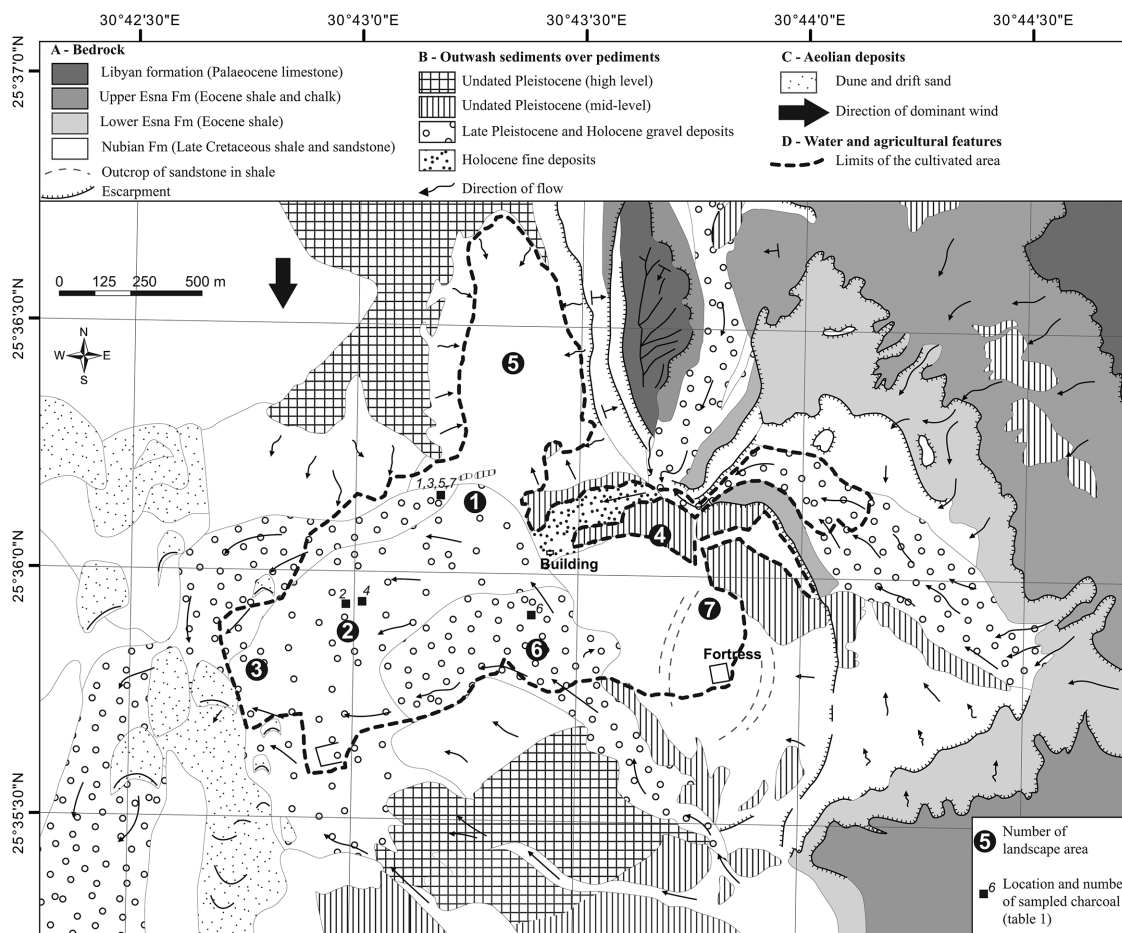 30°42'30"E 30°43'0"E 30°43'30"E 30°44'0"E 30°44'30"E
25°37'0"N
A - Bedrock
Libyan formation (Palaeocene limestone)
Upper Esna Fm (Eocene shale and chalk)
Lower Esna Fm (Eocene shale)
Nubian Fm (Late Cretaceous shale and sandstone)
Outcrop of sandstone in shale
Escarpment
B - Outwash sediments over pediments
Undated Pleistocene (high level)
Undated Pleistocene (mid-level)
Late Pleistocene and Holocene gravel deposits
Holocene fine deposits
Direction of flow
C - Aeolian deposits
Dune and drift sand
Direction of dominant wind
D - Water and agricultural features
Limits of the cultivated area
0 125 250 500 m
25°36'30"N
N
W E
S
5
1,3,5,7
1
4
25°36'0"N
Building
2 4
6
7
2
6
Fortress
3
25°35'30"N
5 Number of
landscape area
6 Location and number
of sampled charcoal
(table 1)